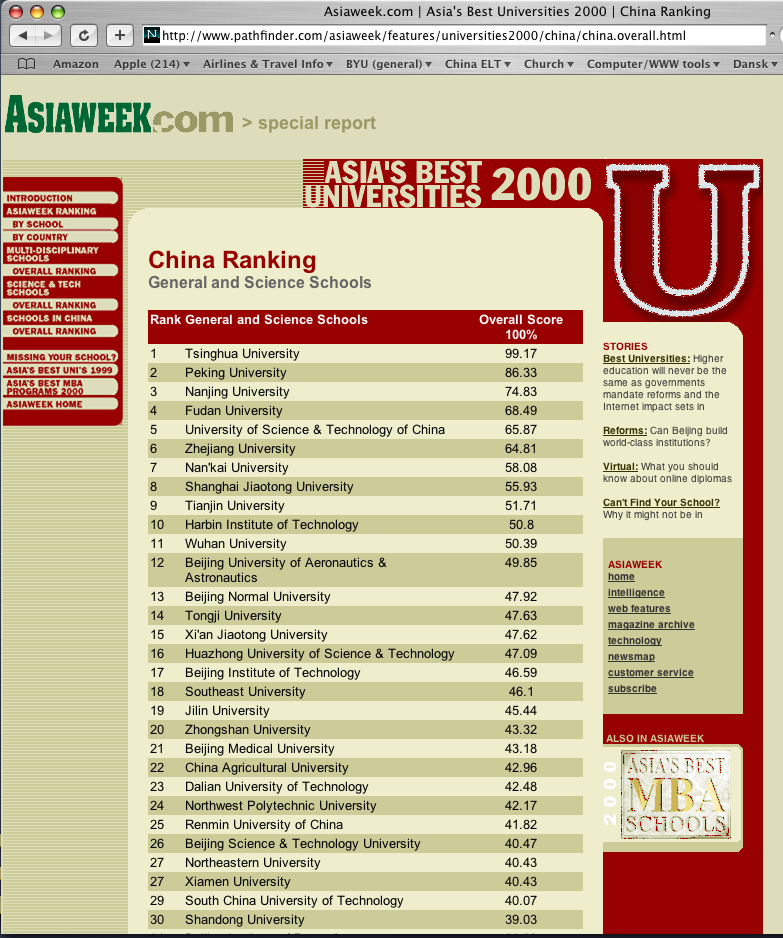 Asiaweek.com | Asia's Best Universities 2000 | China Ranking
http://www.pathfinder.com/asiaweek/features/universities2000/china/china.overall.html
Amazon Apple (214) Airlines & Travel Info BYU (general) China ELT Church Computer/WWW tools Dansk
ASIAWEEK.com > special report
ASIA'S BEST
UNIVERSITIES 2000
U
INTRODUCTION
ASIAWEEK RANKING
BY SCHOOL
BY COUNTRY
MULTI-DISCIPLINARY
SCHOOLS
OVERALL RANKING
SCIENCE & TECH
SCHOOLS
OVERALL RANKING
SCHOOLS IN CHINA
OVERALL RANKING
MISSING YOUR SCHOOL?
ASIA'S BEST UNI'S 1999
ASIA'S BEST MBA
PROGRAMS 2000
ASIAWEEK HOME
China Ranking
General and Science Schools
Rank General and Science Schools Overall Score
100%
1 Tsinghua University 99.17
2 Peking University 86.33
3 Nanjing University 74.83
4 Fudan University 68.49
5 University of Science & Technology of China 65.87
6 Zhejiang University 64.81
7 Nan'kai University 58.08
8 Shanghai Jiaotong University 55.93
9 Tianjin University 51.71
10 Harbin Institute of Technology 50.8
11 Wuhan University 50.39
12 Beijing University of Aeronautics & 49.85
Astronautics
13 Beijing Normal University 47.92
14 Tongji University 47.63
15 Xi'an Jiaotong University 47.62
16 Huazhong University of Science & Technology 47.09
17 Beijing Institute of Technology 46.59
18 Southeast University 46.1
19 Jilin University 45.44
20 Zhongshan University 43.32
21 Beijing Medical University 43.18
22 China Agricultural University 42.96
23 Dalian University of Technology 42.48
24 Northwest Polytechnic University 42.17
25 Renmin University of China 41.82
26 Beijing Science & Technology University 40.47
27 Northeastern University 40.43
27 Xiamen University 40.43
29 South China University of Technology 40.07
30 Shandong University 39.03
STORIES
Best Universities: Higher
education will never be the
same as governments
mandate reforms and the
Internet impact sets in
Reforms: Can Beijing build
world-class institutions?
Virtual: What you should
know about online diplomas
Can't Find Your School?
Why it might not be in
ASIAWEEK
home
intelligence
web features
magazine archive
technology
newsmap
customer service
subscribe
ALSO IN ASIAWEEK
2000
ASIA'S BEST
MBA
SCHOOLS